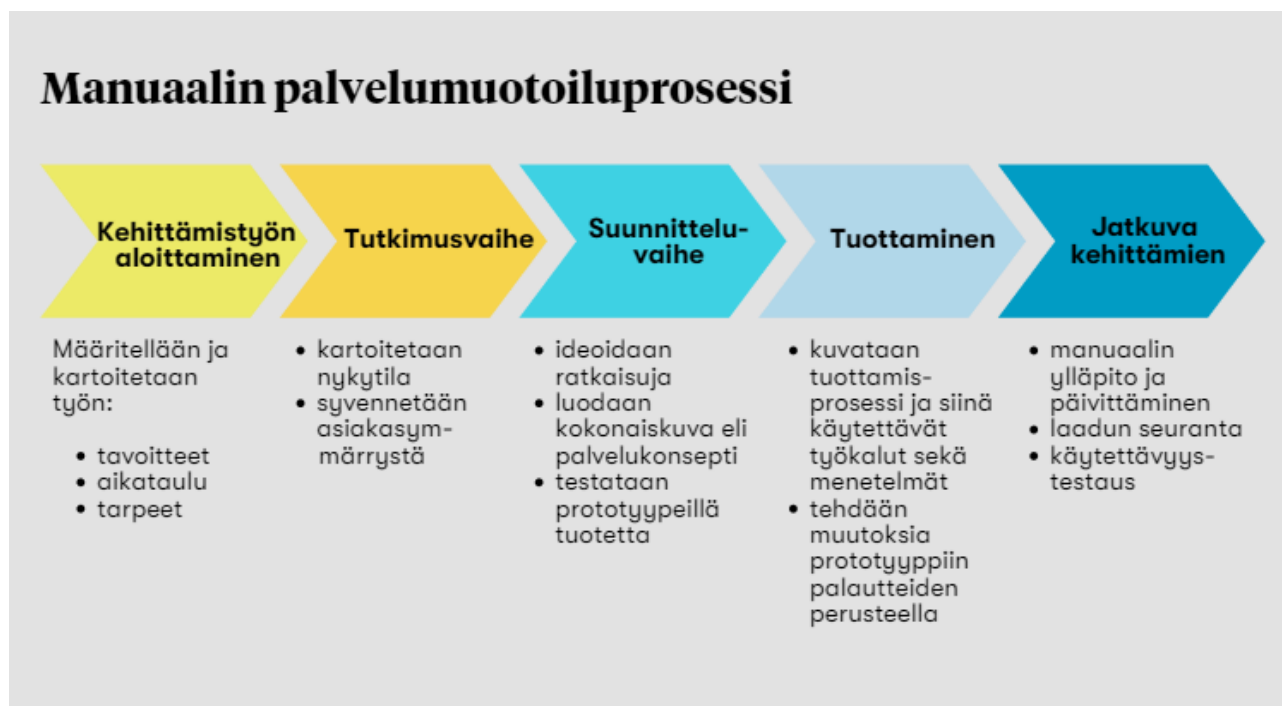 Manuaalin palvelumuotoiluprosessi
Kehittämistyön
aloittaminen
Tutkimusvaihe
Suunnittelu-
vaihe
Tuottaminen
Jatkuva
kehittämien
Määritellään ja
kartoitetaan
työn:
• tavoitteet
• aikataulu
• tarpeet
• kartoitetaan
nykytila
• syvennetään
asiakasym-
märrystä
• ideoidaan
ratkaisuja
• luodaan
kokonaiskuva eli
palvelukonsepti
• testataan
prototyypeillä
tuotetta
• kuvataan
tuottamis-
prosessi ja siinä
käytettävät
työkalut sekä
menetelmät
• tehdään
muutoksia
prototyyppiin
palautteiden
perusteella
• manuaalin
ylläpito ja
päivittäminen
• laadun seuranta
• käytettävyys-
testaus